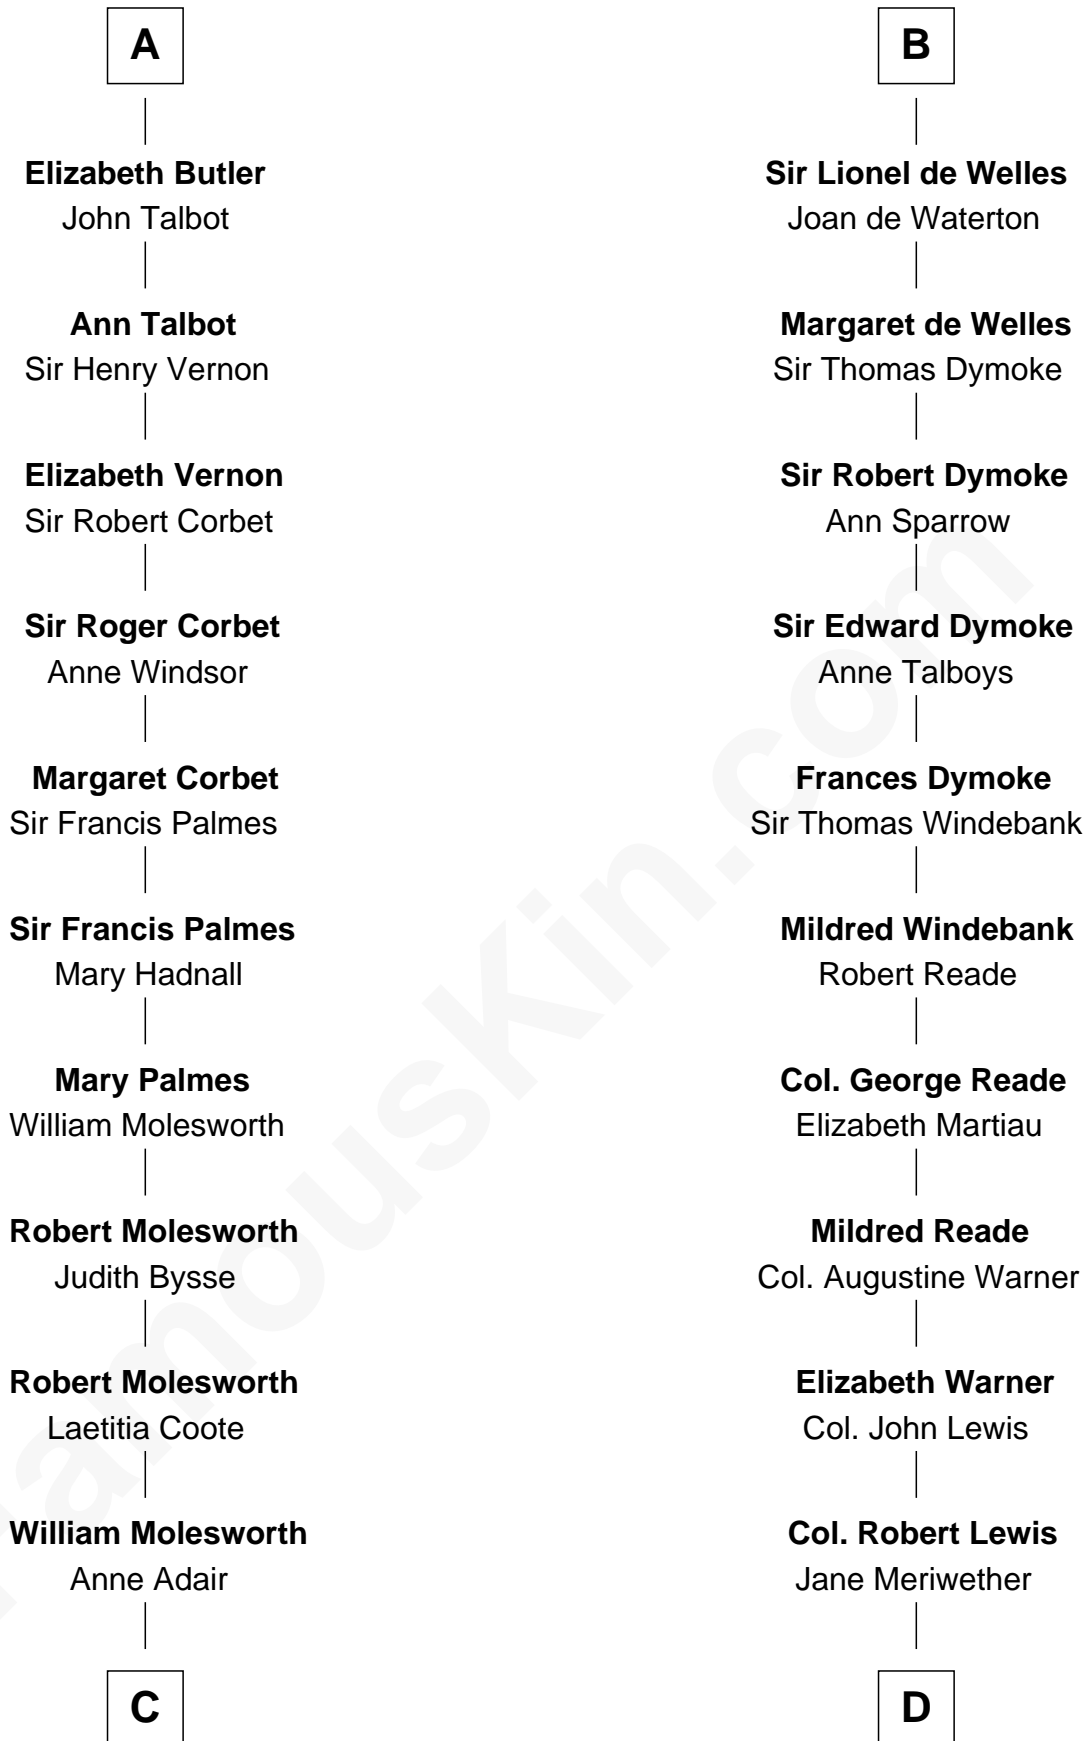 A
Elizabeth Butler
John Talbot
Ann Talbot
Sir Henry Vernon
Elizabeth Vernon
Sir Robert Corbet
Sir Roger Corbet
Anne Windsor
Margaret Corbet
Sir Francis Palmes
Sir Francis Palmes
Mary Hadnall
Mary Palmes
William Molesworth
Robert Molesworth
Judith Bysse
Robert Molesworth
Laetitia Coote
William Molesworth
Anne Adair
C
B
Sir Lionel de Welles
Joan de Waterton
Margaret de Welles
Sir Thomas Dymoke
Sir Robert Dymoke
Ann Sparrow
Sir Edward Dymoke
Anne Talboys
Frances Dymoke
Sir Thomas Windebank
Mildred Windebank
Robert Reade
Col. George Reade
Elizabeth Martiau
Mildred Reade
Col. Augustine Warner
Elizabeth Warner
Col. John Lewis
Col. Robert Lewis
Jane Meriwether
D
FamousKin.com